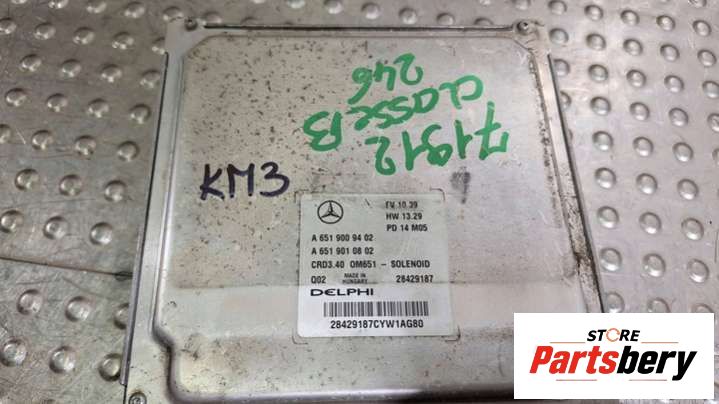 71912
CLASSE B
246
KM3
EV 10.39
HW 13.29
PD 14 M05
A 651 900 94 02
A 651 901 08 02
CRD3.40 OM651 - SOLENOID
Q02 MADE IN HUNGARY 28429187
DELPHI
28429187CYW1AG80
STORE
Partsbery